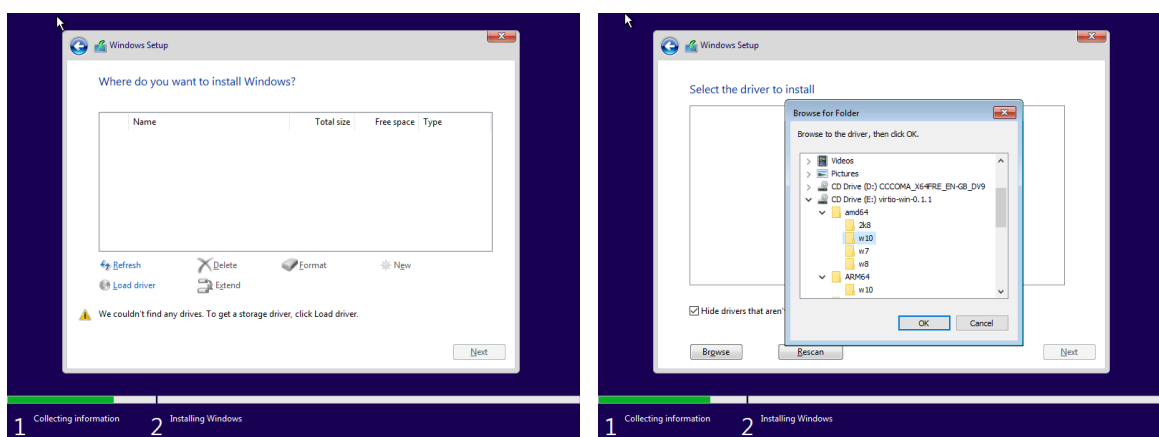 Windows Setup
Where do you want to install Windows?
Name Total size Free space Type
Refresh Delete Format New
Load driver Extend
We couldn't find any drives. To get a storage driver, click Load driver.
Next
1 Collecting information 2 Installing Windows
Windows Setup
Select the driver to install
Browse for Folder
Browse to the driver, then click OK.
Videos
Pictures
CD Drive (D:) CCCOMA_X64FRE_EN-GB_DV9
CD Drive (E:) virtio-win-0.1.1
amd64
2k8
w10
w7
w8
ARM64
w10
Hide drivers that aren'
OK Cancel
Browse Rescan Next
1 Collecting information 2 Installing Windows